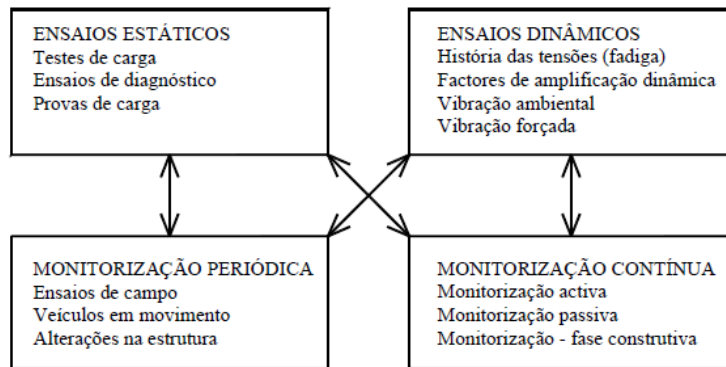 ENSAIOS ESTÁTICOS
Testes de carga
Ensaios de diagnóstico
Provas de carga
ENSAIOS DINÂMICOS
História das tensões (fadiga)
Factores de amplificação dinâmica
Vibração ambiental
Vibração forçada
MONITORIZAÇÃO PERIÓDICA
Ensaios de campo
Veículos em movimento
Alterações na estrutura
MONITORIZAÇÃO CONTÍNUA
Monitorização activa
Monitorização passiva
Monitorização - fase construtiva